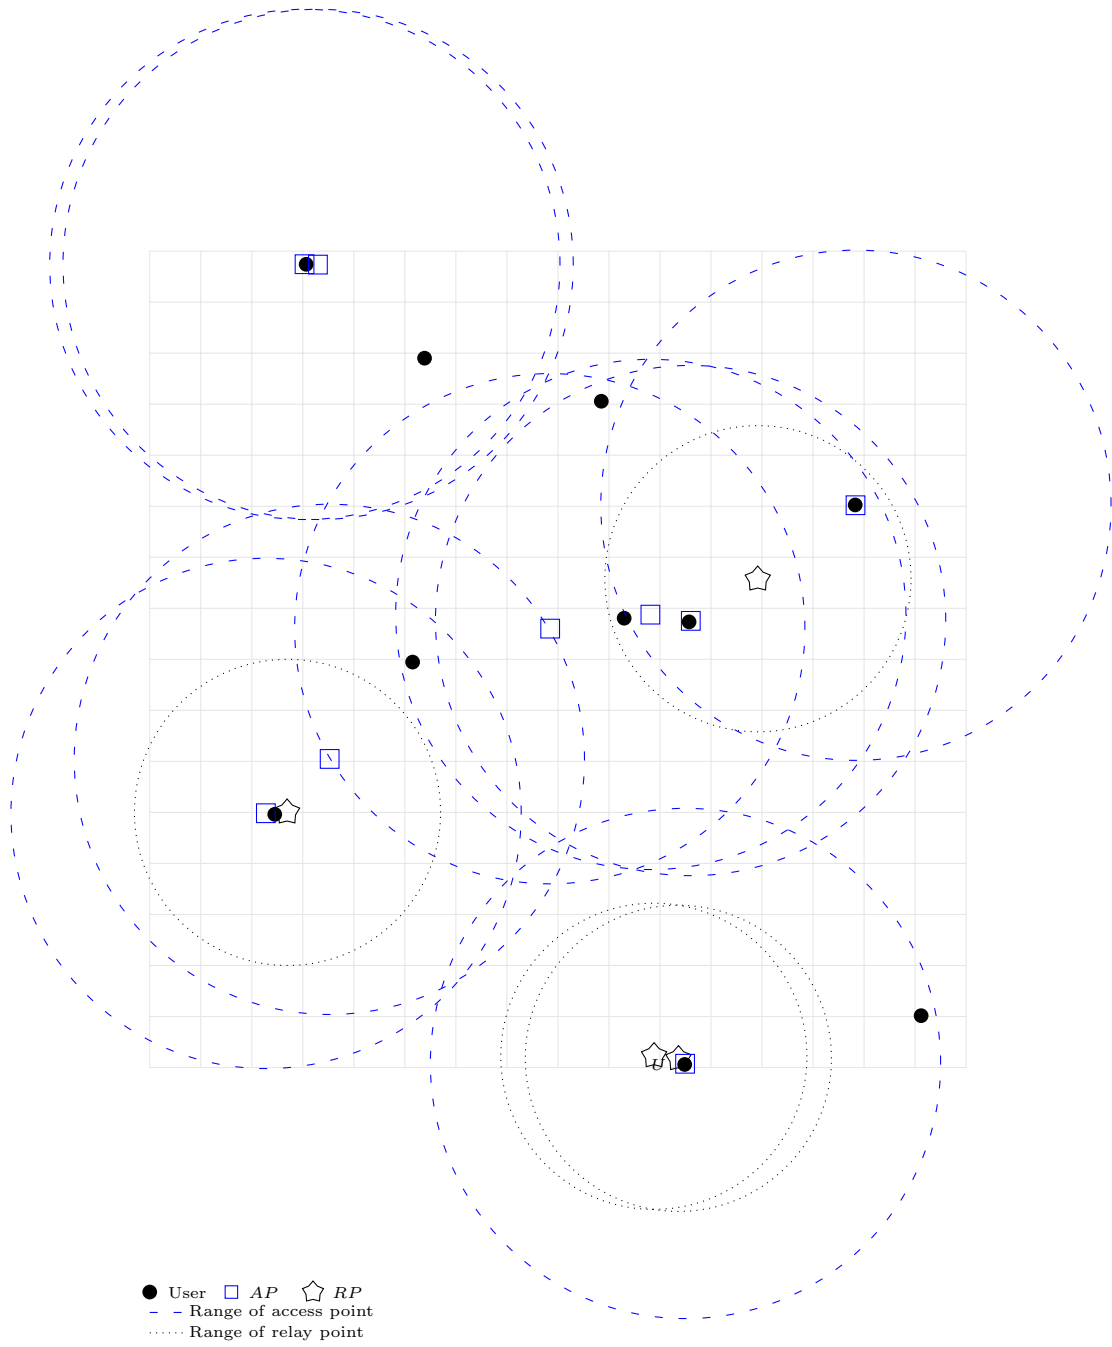 U
User AP RP
Range of access point
Range of relay point